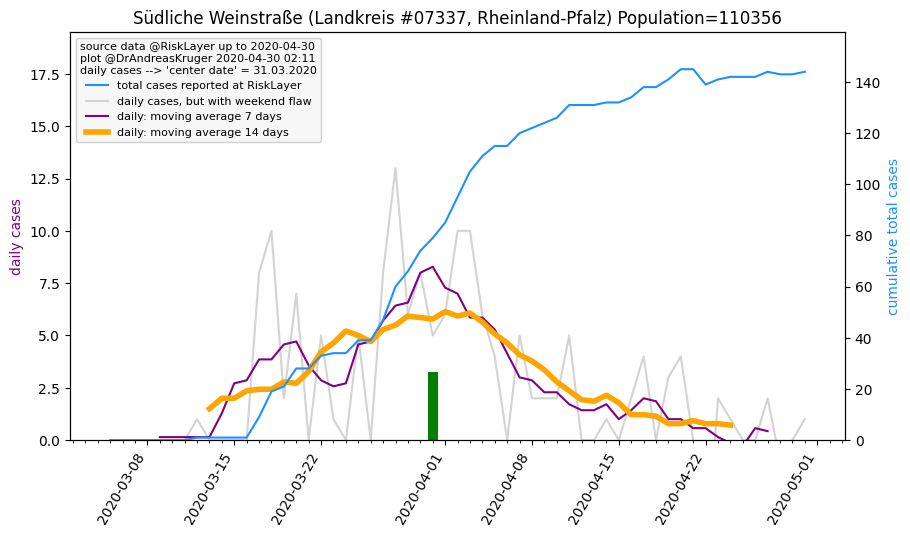 Südliche Weinstraße (Landkreis #07337, Rheinland-Pfalz) Population=110356
source data @RiskLayer up to 2020-04-30
plot @DrAndreasKruger 2020-04-30 02:11
daily cases --> 'center date' = 31.03.2020
total cases reported at RiskLayer
daily cases, but with weekend flaw
daily: moving average 7 days
daily: moving average 14 days
daily cases
17.5
15.0
12.5
10.0
7.5
5.0
2.5
0.0
cumulative total cases
140
120
100
80
60
40
20
0
2020-03-08
2020-03-15
2020-03-22
2020-04-01
2020-04-08
2020-04-15
2020-04-22
2020-05-01